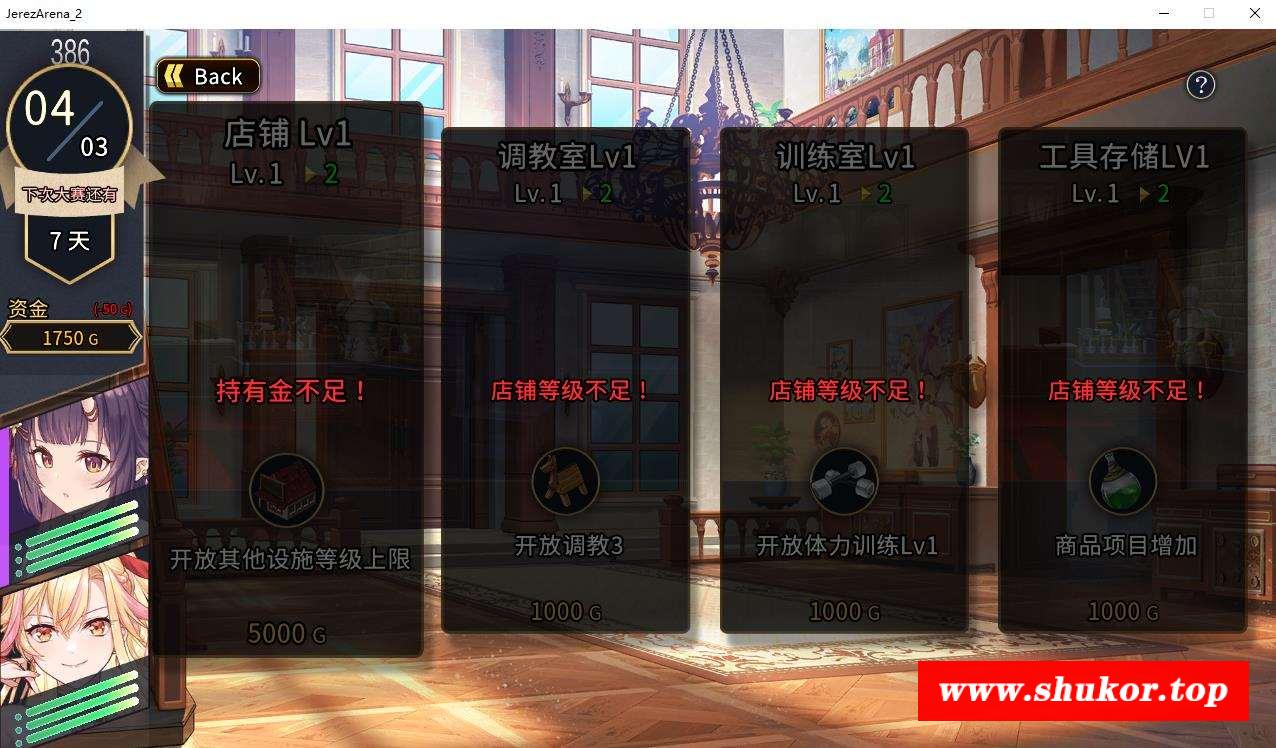 JerezArena_2
386
04
03
下次大赛还有
7 天
资金 (-50 G)
1750 G
Back
?
店铺 Lv1
Lv. 1 2
持有金不足！
开放其他设施等级上限
5000 G
调教室Lv1
Lv. 1 2
店铺等级不足！
开放调教3
1000 G
训练室Lv1
Lv. 1 2
店铺等级不足！
开放体力训练Lv1
1000 G
工具存储LV1
Lv. 1 2
店铺等级不足！
商品项目增加
1000 G
www.shukor.top